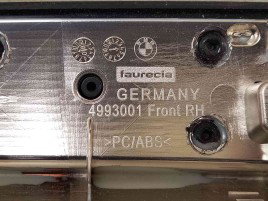 faurecia
GERMANY
4993001 Front RH
>PC/ABS<